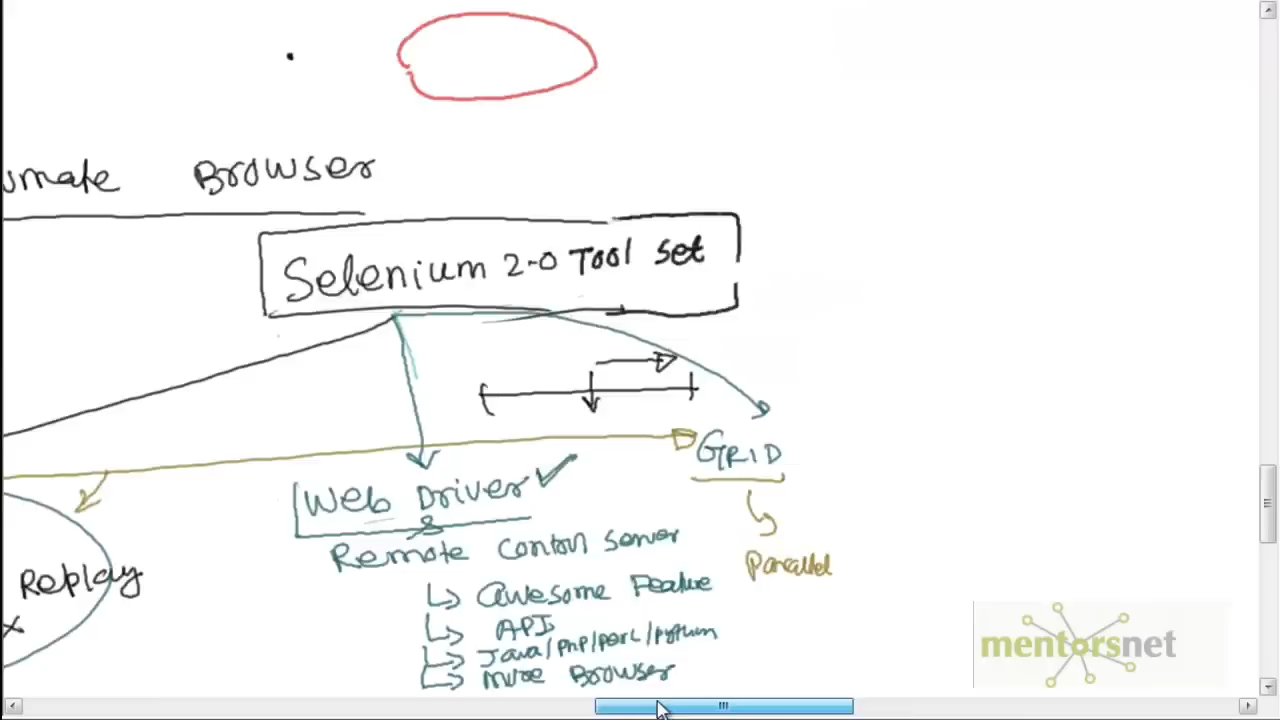 umate Browser
Selenium 2-0 Tool set
GRID
Web Driver
&
Remote Control server
Parallel
Replay
x
Awesome Feature
APIs
Java/PHP/perl/python
More Browser
mentorsnet